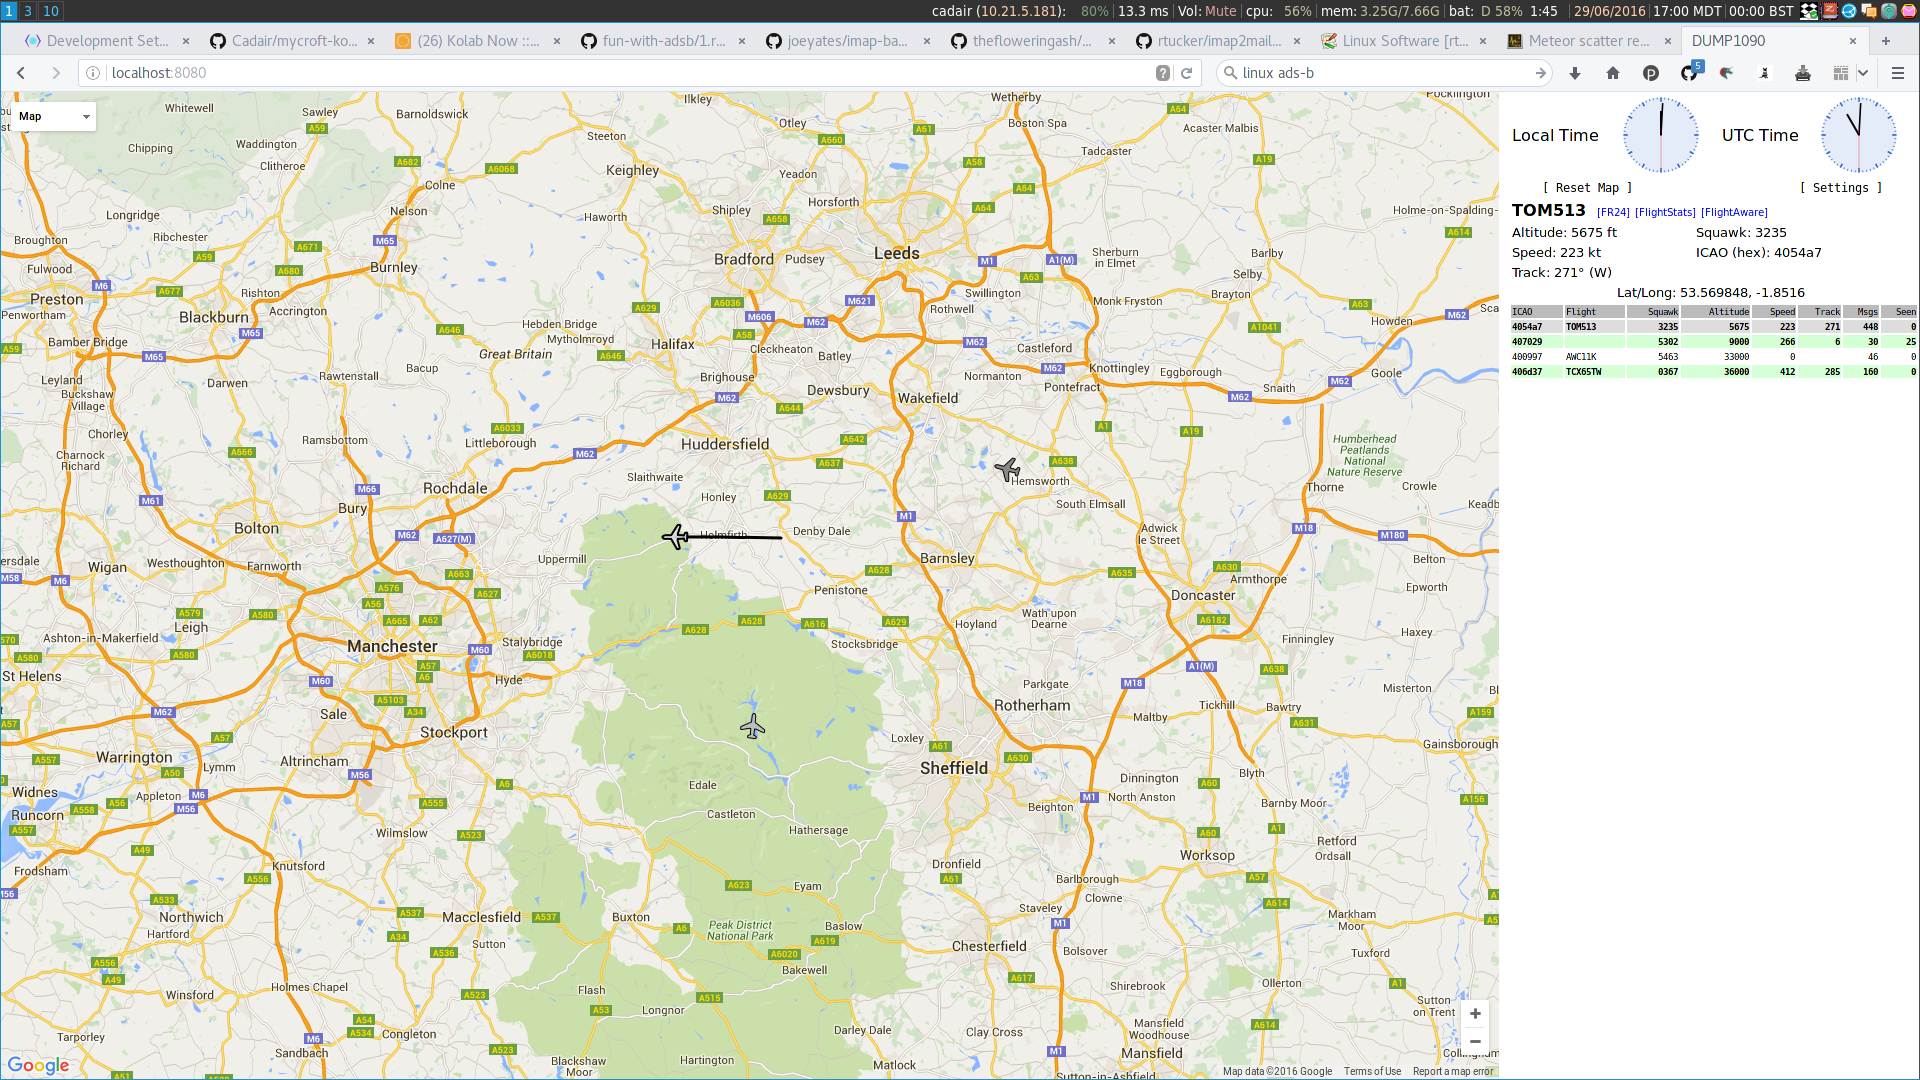 1 3 10 cadair (10.21.5.181): 80% 13.3 ms Vol: Mute cpu: 56% mem: 3.25G/7.66G bat: D 58% 1:45 29/06/2016 17:00 MDT 00:00 BST
Development Set... Cadair/mycroft-ko... (26) Kolab Now ::... fun-with-adsb/1.r... joeyates/imap-ba... thefloweringash/... rtucker/imap2mail... Linux Software [rt... Meteor scatter re... DUMP1090
localhost:8080
linux ads-b
5
Map
Local Time
UTC Time
[ Reset Map ]
[ Settings ]
TOM513 [FR24] [FlightStats] [FlightAware]
Altitude: 5675 ft Squawk: 3235
Speed: 223 kt ICAO (hex): 4054a7
Track: 271° (W)
Lat/Long: 53.569848, -1.8516
ICAO Flight Squawk Altitude Speed Track Msgs Seen
4054a7 TOM513 3235 5675 223 271 448 0
407029 5302 9000 266 6 30 25
400997 AWC11K 5463 33000 0 46 0
406d37 TCX65TW 0367 36000 412 285 160 0
Whitewell
Sawley
Barnoldswick
Ilkley
Otley
Wetherby
Boston Spa
Acaster Malbis
Pocklington
Chipping
Waddington
Clitheroe
Steeton
Keighley
Yeadon
Tadcaster
Colne
Nelson
Haworth
Shipley
Horsforth
Longridge
Ribchester
Broughton
Fulwood
Burnley
Bradford
Pudsey
Leeds
Sherburn in Elmet
Barlby
Selby
Holme-on-Spalding-
Preston
Penwortham
Rishton
Accrington
Blackburn
Bamber Bridge
Hebden Bridge
Mytholmroyd
Great Britain
Halifax
Cleckheaton
Batley
Rothwell
Swillington
Monk Fryston
Brayton
Howden
Castleford
Knottingley
Eggborough
Normanton
Pontefract
Snaith
Goole
Leyland
Buckshaw Village
Darwen
Rawtenstall
Bacup
Brighouse
Dewsbury
Wakefield
Chorley
Charnock Richard
Ramsbottom
Littleborough
Huddersfield
Humberhead Peatlands National Nature Reserve
Slaithwaite
Honley
Hemsworth
South Elmsall
Thorne
Crowle
Rochdale
Bury
Bolton
Holmfirth
Denby Dale
Adwick le Street
Keadb
Wigan
Westhoughton
Farnworth
Uppermill
Barnsley
Armthorpe
Belton
Epworth
Penistone
Doncaster
Leigh
Ashton-in-Makerfield
Manchester
Stalybridge
Hyde
Stocksbridge
Hoyland
Wath upon Dearne
Finningley
Haxey
St Helens
Sale
Stockport
Parkgate
Rotherham
Misterton
Maltby
Tickhill
Bawtry
Warrington
Lymm
Altrincham
Loxley
Sheffield
Gainsborough
Widnes
Runcorn
Appleton
Edale
Castleton
Hathersage
Dinnington
North Anston
Beighton
Blyth
Barnby Moor
Wilmslow
Knutsford
Frodsham
Dronfield
Worksop
Retford
Ordsall
Eyam
Barlborough
Clowne
Staveley
Northwich
Hartford
Macclesfield
Sutton
Buxton
Peak District National Park
Baslow
Chesterfield
Bolsover
Markham Moor
Tuxford
Bakewell
Winsford
Holmes Chapel
Flash
Longnor
Shirebrook
Ollerton
Sutton on Trent
Tarporley
Sandbach
Congleton
Blackshaw Moor
Hartington
Darley Dale
Matlock
Clay Cross
Mansfield Woodhouse
Mansfield
Sutton-in-Ashfield
Google
Map data ©2016 Google Terms of Use Report a map error